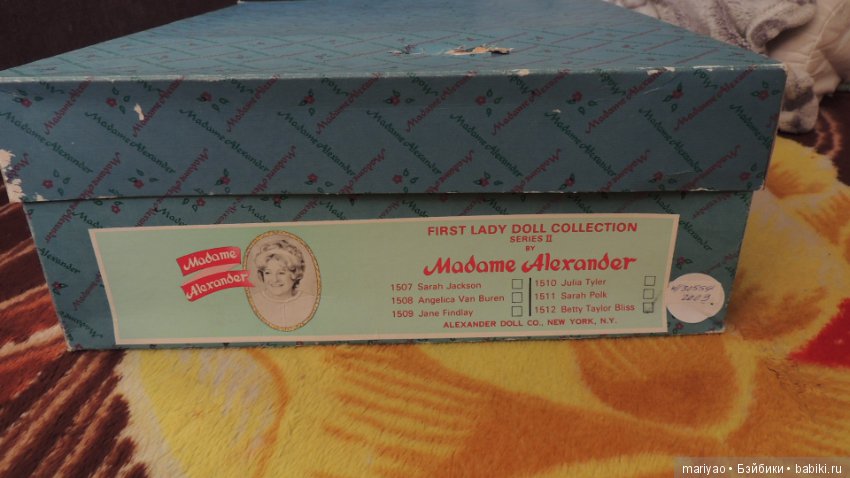 Madame Alexander
FIRST LADY DOLL COLLECTION
SERIES II
BY
Madame Alexander
Madame
Alexander
1507 Sarah Jackson
1508 Angelica Van Buren
1509 Jane Findlay
1510 Julia Tyler
1511 Sarah Polk
1512 Betty Taylor Bliss
ALEXANDER DOLL CO., NEW YORK, N.Y.
mariyao • Бэйбики • babiki.ru